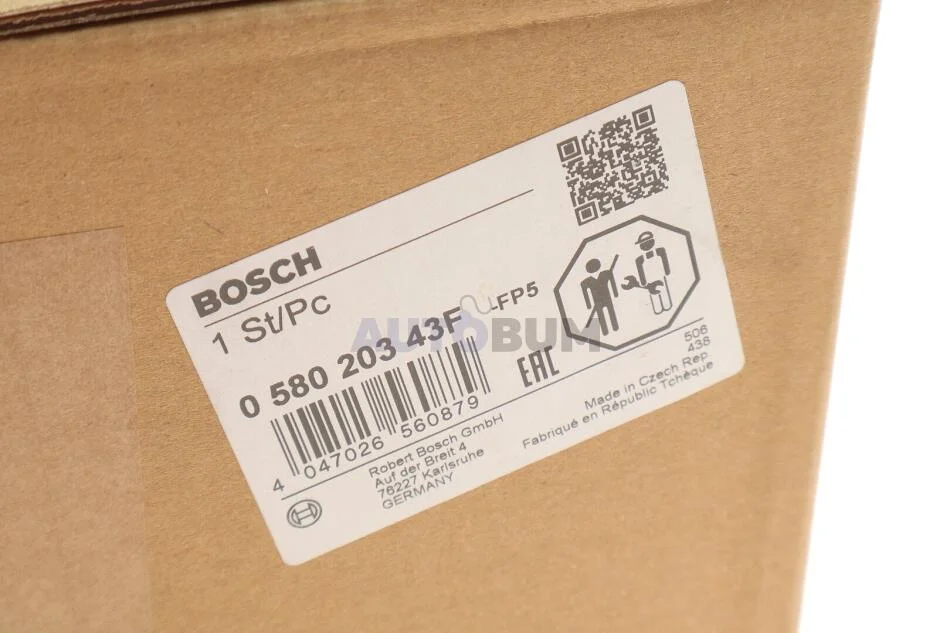 BOSCH
1 St/Pc
0 580 203 43F -FP5
AUTOBUM
4 047026 560879
EAC
Robert Bosch GmbH
Auf der Breit 4
76227 Karlsruhe
GERMANY
506
438
Made in Czech Rep
Fabriqué en République Tchèque